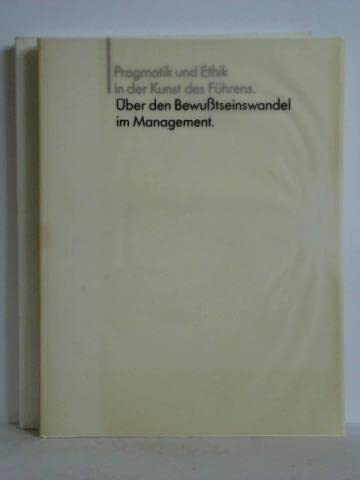 Pragmatik und Ethik
in der Kunst des Führens.
Über den Bewußtseinswandel
im Management.